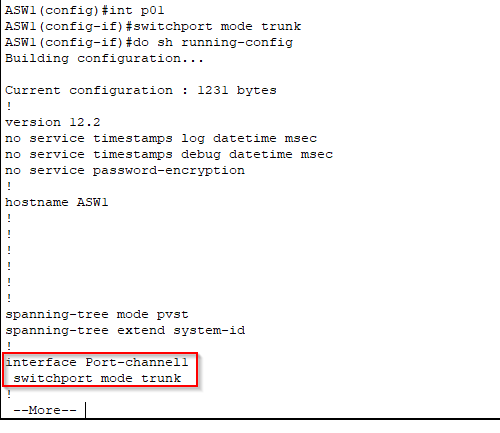 ASW1(config)#int p01
ASW1(config-if)#switchport mode trunk
ASW1(config-if)#do sh running-config
Building configuration...
Current configuration : 1231 bytes
!
version 12.2
no service timestamps log datetime msec
no service timestamps debug datetime msec
no service password-encryption
!
hostname ASW1
!
!
!
!
!
!
spanning-tree mode pvst
spanning-tree extend system-id
!
interface Port-channel1
switchport mode trunk
!
--More--